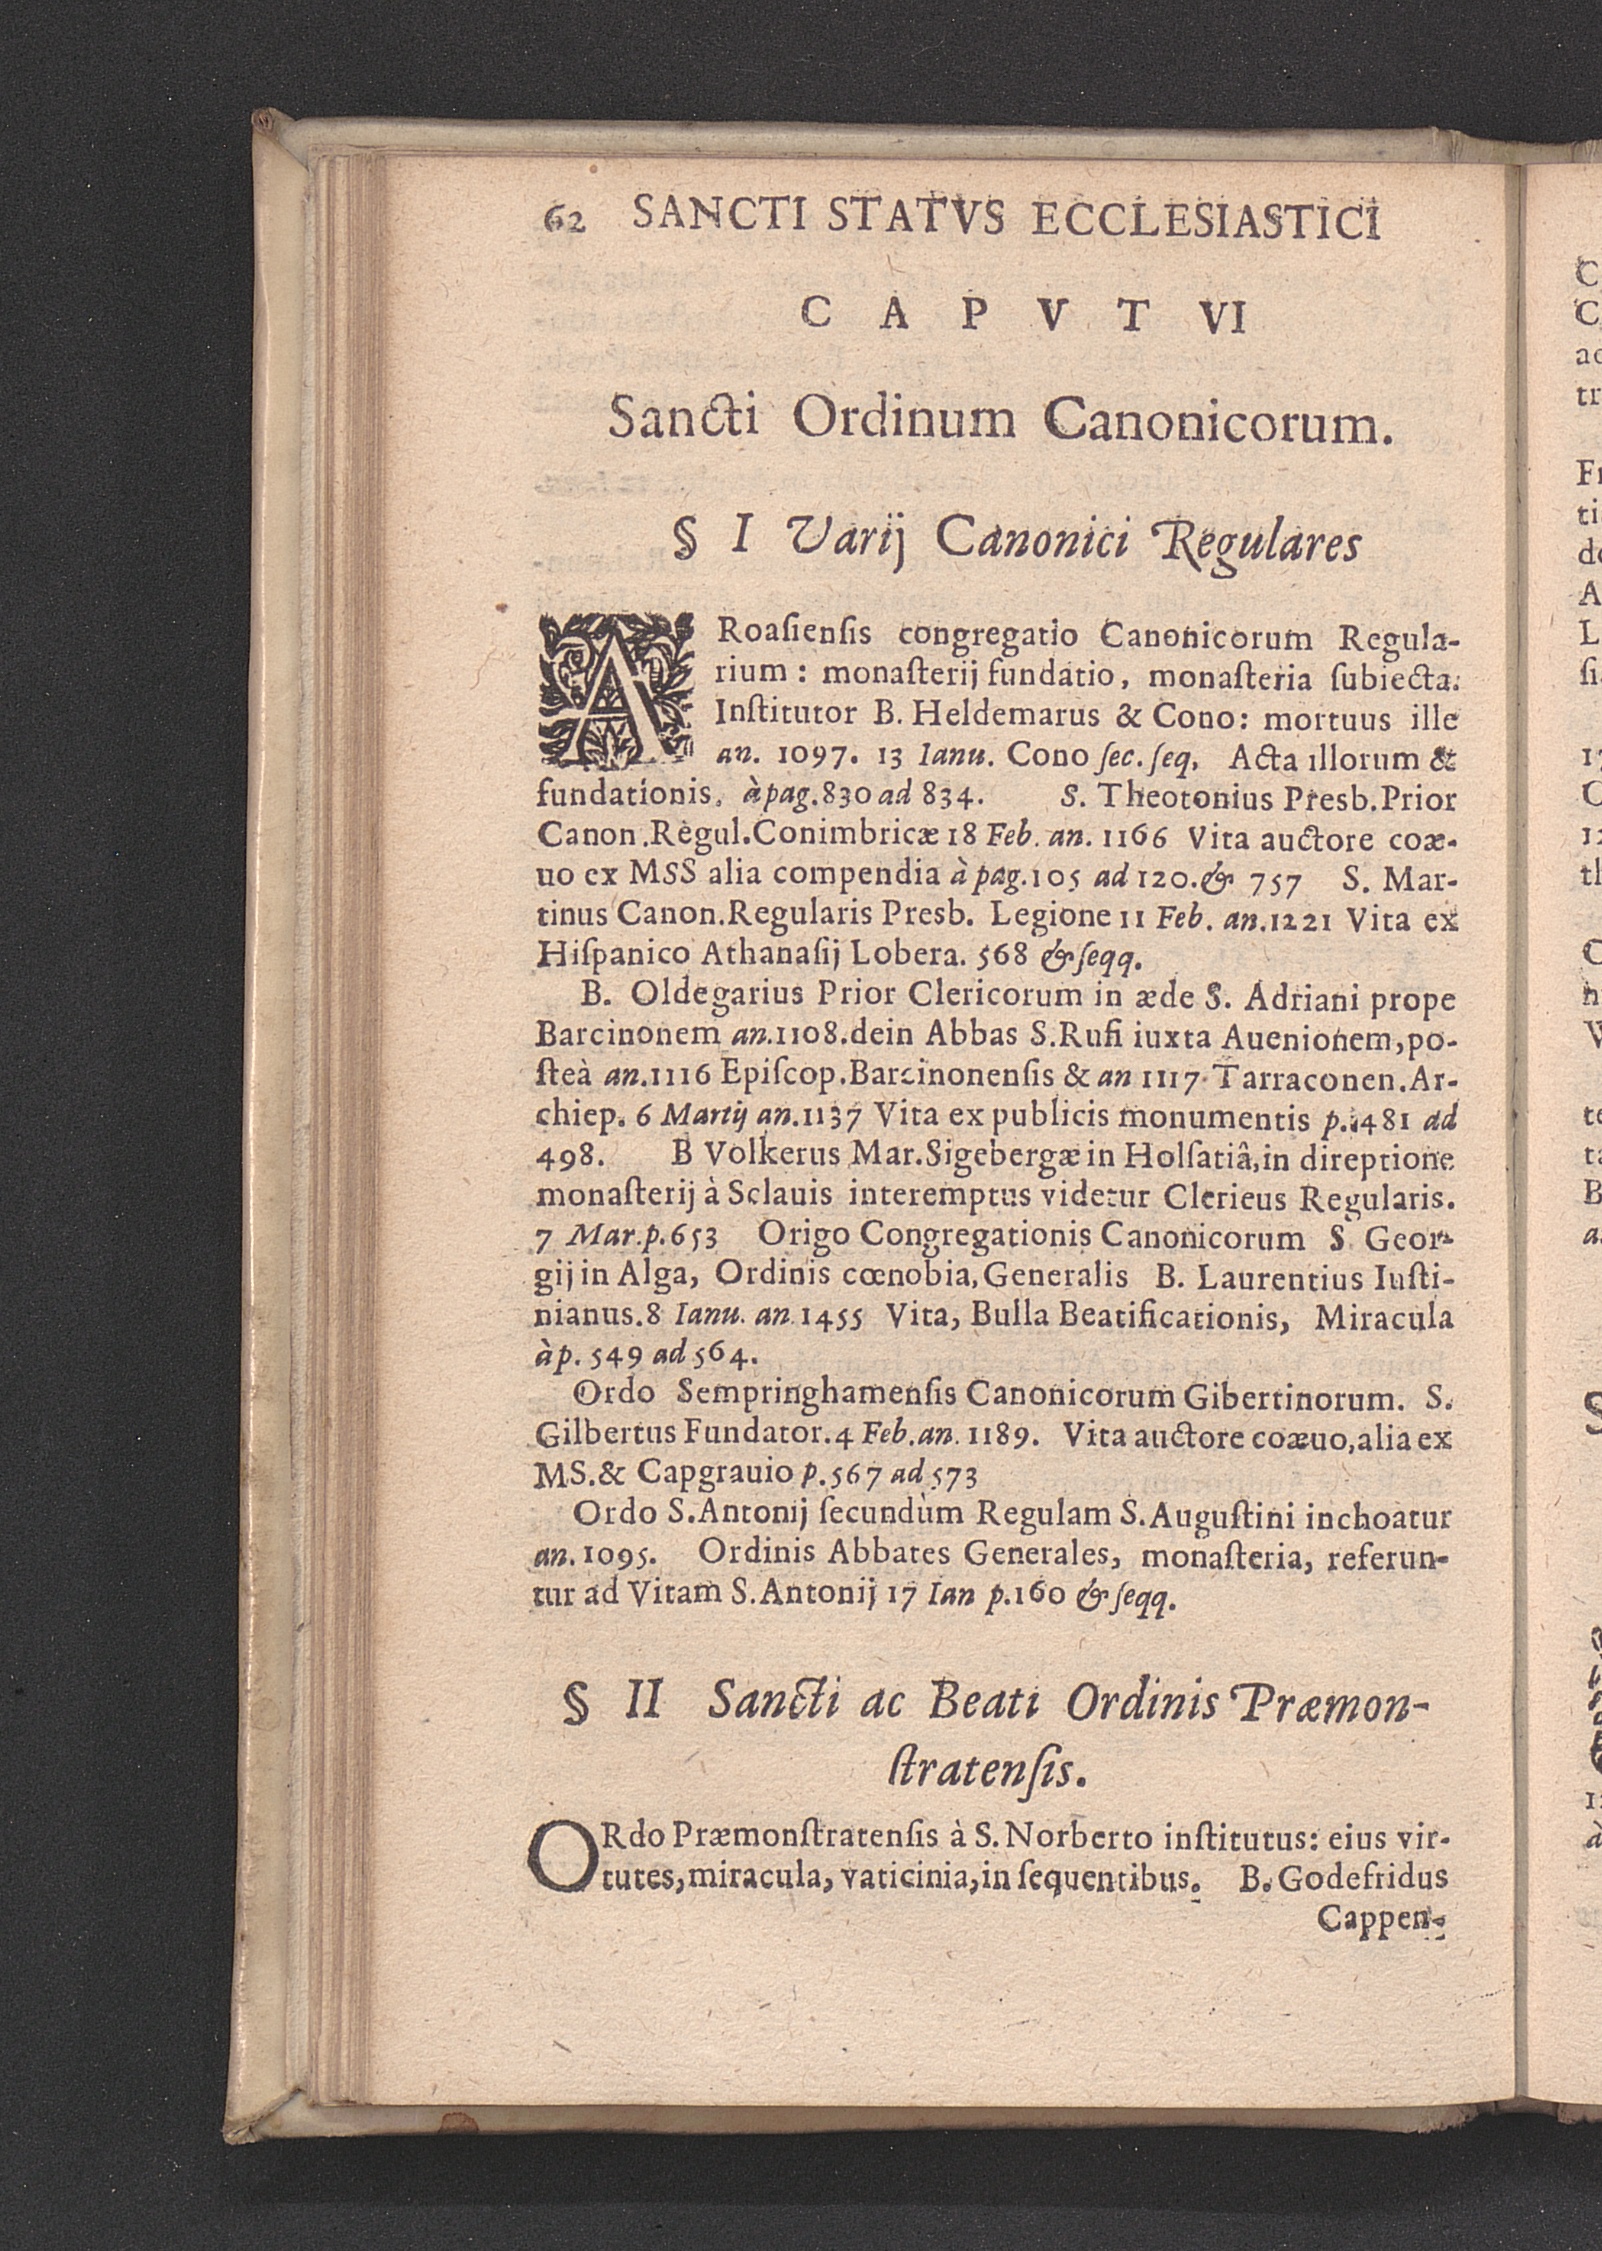 62 SANCTI STATVS ECCLESIASTICI
C A P V T VI
Sancti Ordinum Canonicorum.
§ I Varij Canonici Regulares
ARoaſienſis congregatio Canonicorum Regula-
rium : monaſterij fundatio, monaſteria ſubiecta.
Inſtitutor B. Heldemarus & Cono: mortuus ille
an. 1097. 13 Ianu. Cono ſec. ſeq. Acta illorum &
fundationis. à pag. 830 ad 834. S. Theotonius Presb. Prior
Canon. Regul. Conimbricæ 18 Feb. an. 1166 Vita auctore coæ-
uo ex MSS alia compendia à pag. 105 ad 120. & 757 S. Mar-
tinus Canon. Regularis Presb. Legione 11 Feb. an. 1221 Vita ex
Hiſpanico Athanaſij Lobera. 568 & ſeqq.
B. Oldegarius Prior Clericorum in æde S. Adriani prope
Barcinonem an. 1108. dein Abbas S. Rufi iuxta Auenionem, po-
ſteà an. 1116 Epiſcop. Barcinonenſis & an 1117 Tarraconen. Ar-
chiep. 6 Martij an. 1137 Vita ex publicis monumentis p. 481 ad
498. B Volkerus Mar. Sigebergæ in Holſatiâ, in direptione
monaſterij à Sclauis interemptus videtur Clericus Regularis.
7 Mar. p. 653 Origo Congregationis Canonicorum S Geor-
gij in Alga, Ordinis cœnobia, Generalis B. Laurentius Iuſti-
nianus. 8 Ianu. an. 1455 Vita, Bulla Beatificationis, Miracula
à p. 549 ad 564.
Ordo Sempringhamenſis Canonicorum Gibertinorum. S.
Gilbertus Fundator. 4 Feb. an. 1189. Vita auctore coæuo, alia ex
MS. & Capgrauio p. 567 ad 573
Ordo S. Antonij ſecundùm Regulam S. Auguſtini inchoatur
an. 1095. Ordinis Abbates Generales, monaſteria, referun-
tur ad Vitam S. Antonij 17 Ian p. 160 & ſeqq.
§ II Sancti ac Beati Ordinis Præmon-
ſtratenſis.
ORdo Præmonſtratenſis à S. Norberto inſtitutus: eius vir-
tutes, miracula, vaticinia, in ſequentibus. B. Godefridus
Cappen-